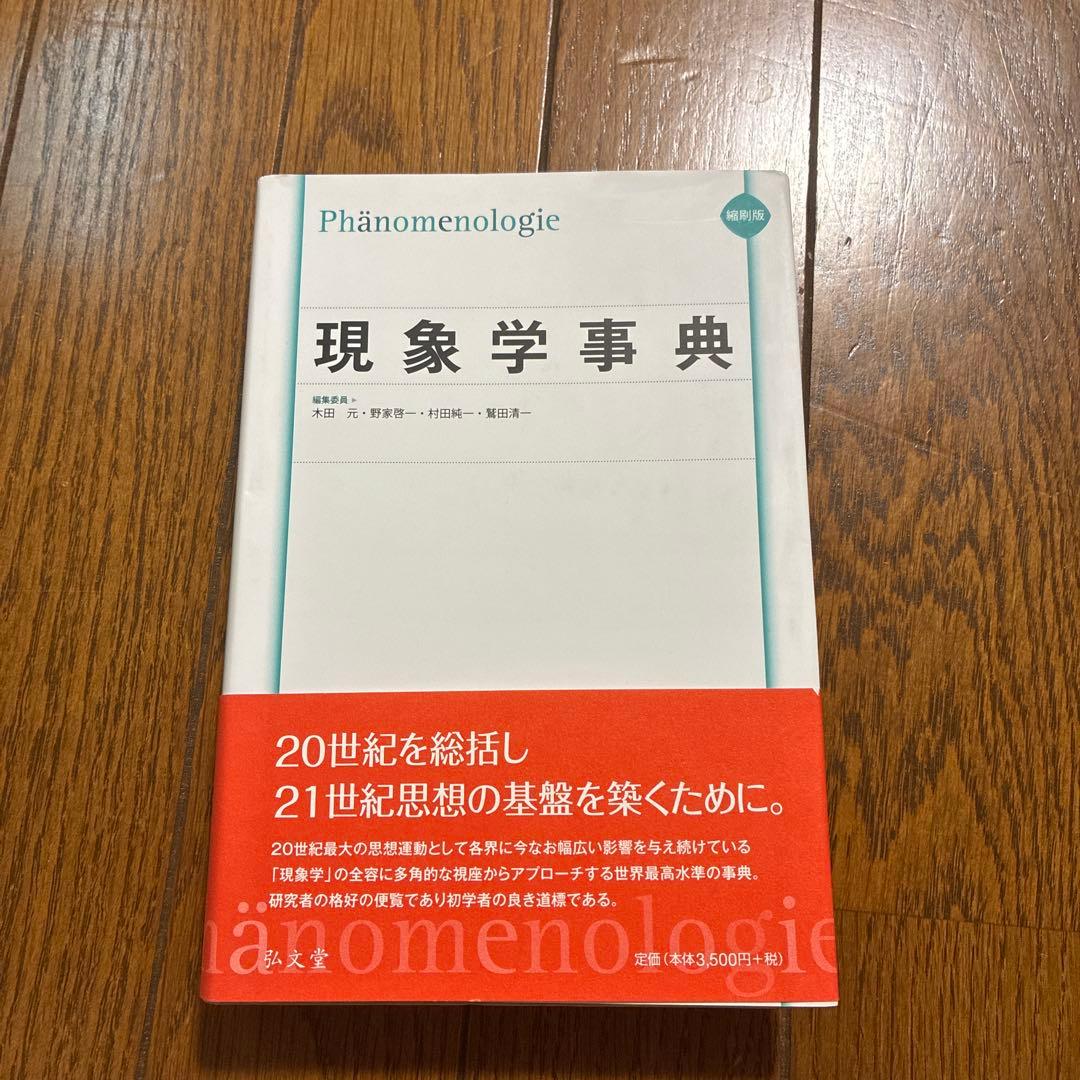 Phänomenologie
縮刷版
現象学事典
編集委員▶
木田 元・野家啓一・村田純一・鷲田清一
20世紀を総括し
21世紀思想の基盤を築くために。
20世紀最大の思想運動として各界に今なお幅広い影響を与え続けている
「現象学」の全容に多角的な視座からアプローチする世界最高水準の事典。
研究者の格好の便覧であり初学者の良き道標である。
Phänomenologie
弘文堂
定価(本体3,500円+税)